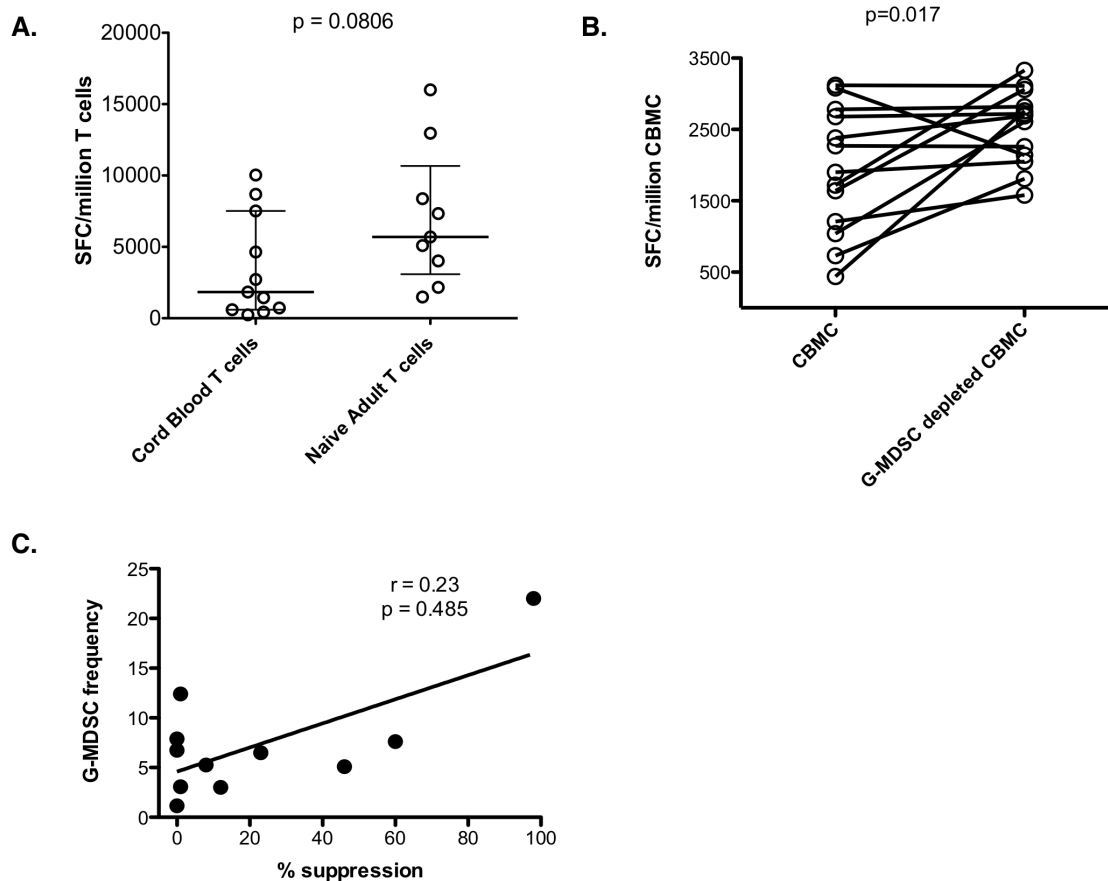 A.
p = 0.0806
SFC/million T cells
20000
15000
10000
5000
0
Cord Blood T cells
Naive Adult T cells
B.
p=0.017
SFC/million CBMC
3500
2500
1500
500
CBMC
G-MDSC depleted CBMC
C.
r = 0.23
p = 0.485
G-MDSC frequency
25
20
15
10
5
0
0 20 40 60 80 100
% suppression